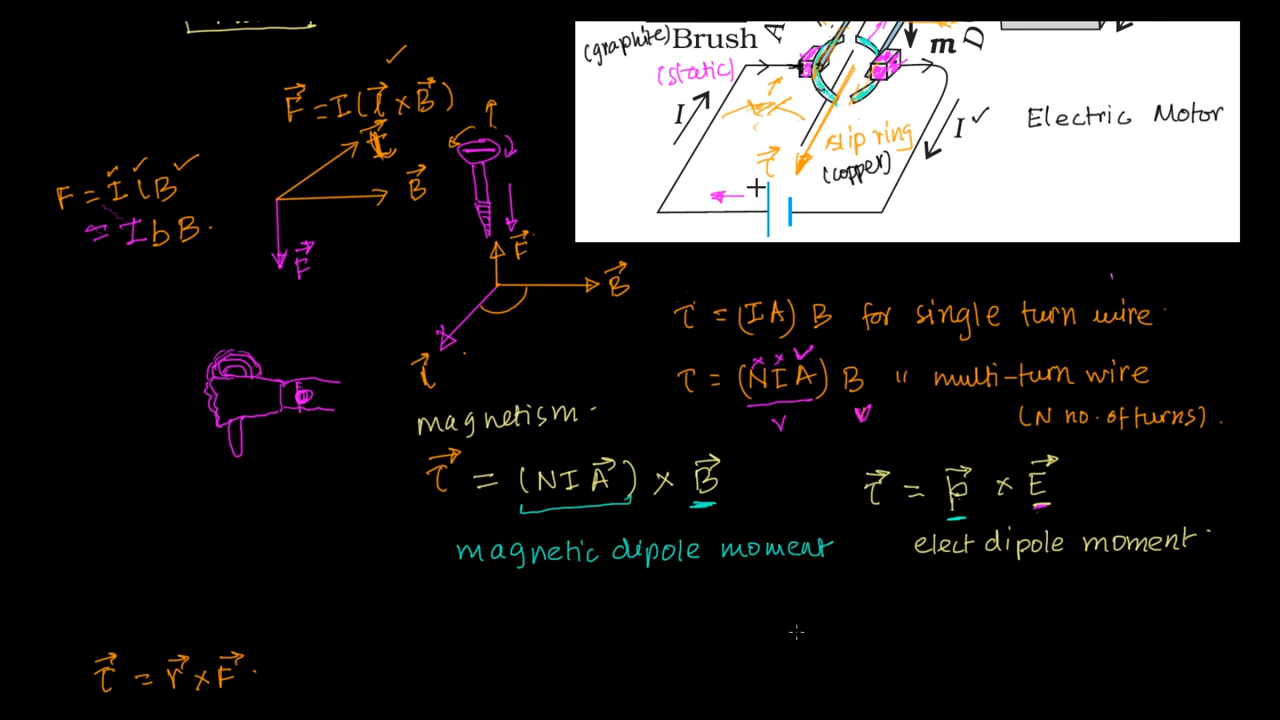 (graphite) Brush
A
m D
(static)
I
I ✓
Electric Motor
slip ring
(copper)
τ⃗
+
F⃗ = I(l⃗ × B⃗)
l⃗
B⃗
F⃗
F = I l B
= I b B.
F⃗
B⃗
l⃗
τ = (IA) B for single turn wire.
τ = (NIA) B " multi-turn wire
(N no. of turns).
magnetism.
τ⃗ = (NIA⃗) × B⃗
τ⃗ = p⃗ × E⃗
magnetic dipole moment
elect dipole moment.
τ⃗ = r⃗ × F⃗.